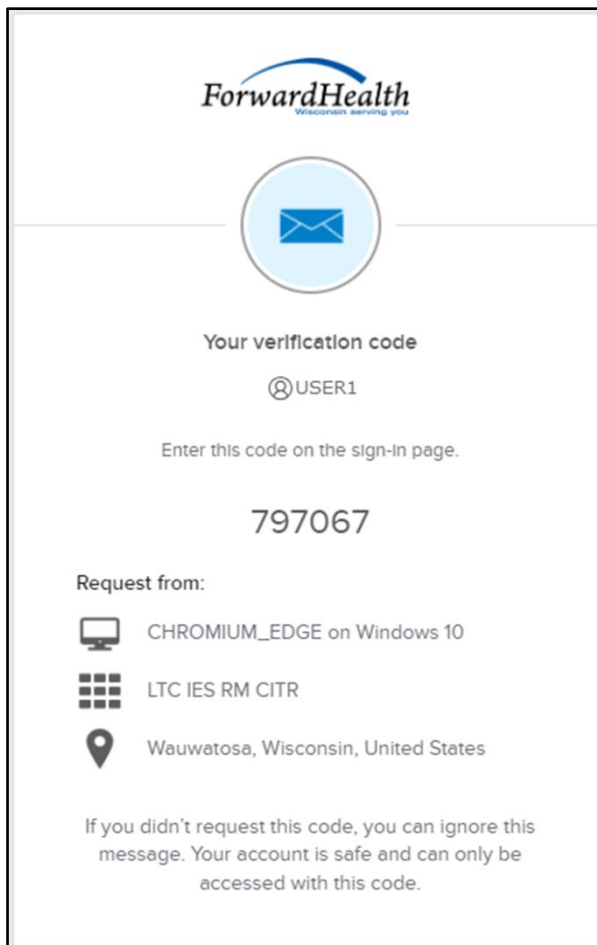 ForwardHealth
Wisconsin serving you
Your verification code
USER1
Enter this code on the sign-in page.
797067
Request from:
CHROMIUM_EDGE on Windows 10
LTC IES RM CITR
Wauwatosa, Wisconsin, United States
If you didn't request this code, you can ignore this
message. Your account is safe and can only be
accessed with this code.